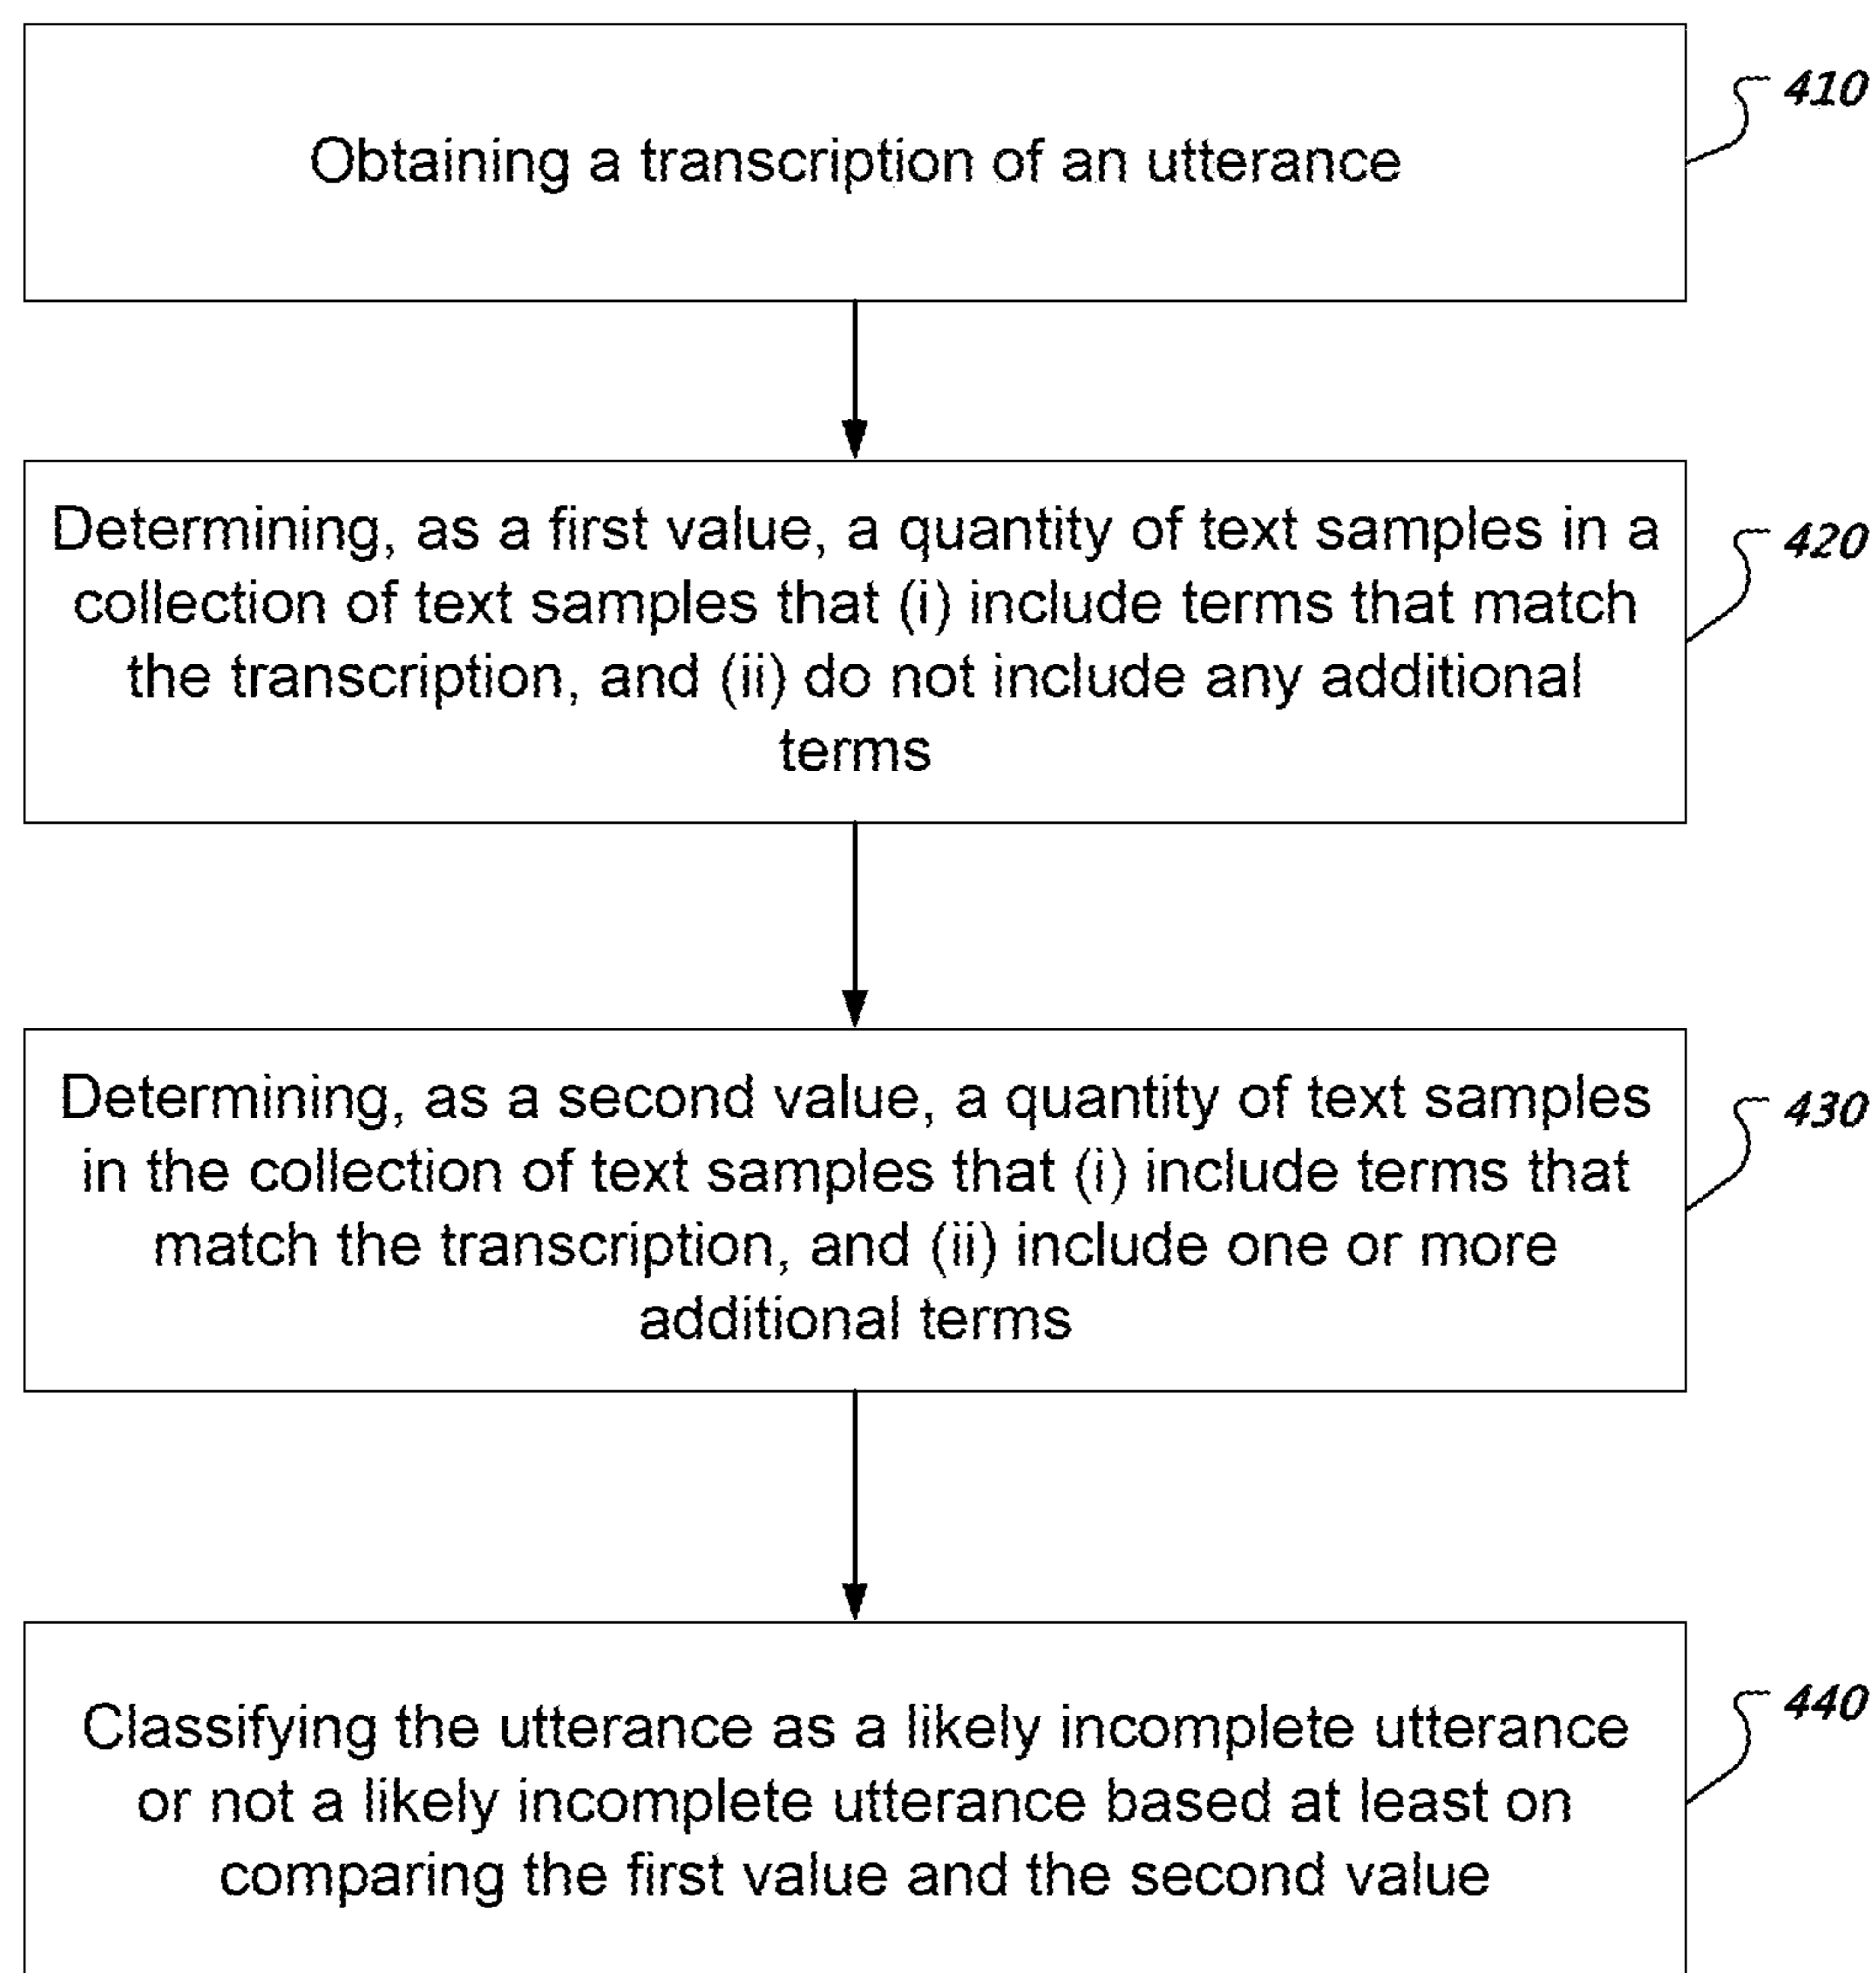 410
Obtaining a transcription of an utterance
Determining, as a first value, a quantity of text samples in a
420
collection of text samples that (i) include terms that match
the transcription, and (ii) do not include any additional
terms
Determining, as a second value, a quantity of text samples
430
in the collection of text samples that (i) include terms that
match the transcription, and (ii) include one or more
additional terms
440
Classifying the utterance as a likely incomplete utterance
or not a likely incomplete utterance based at least on
comparing the first value and the second value